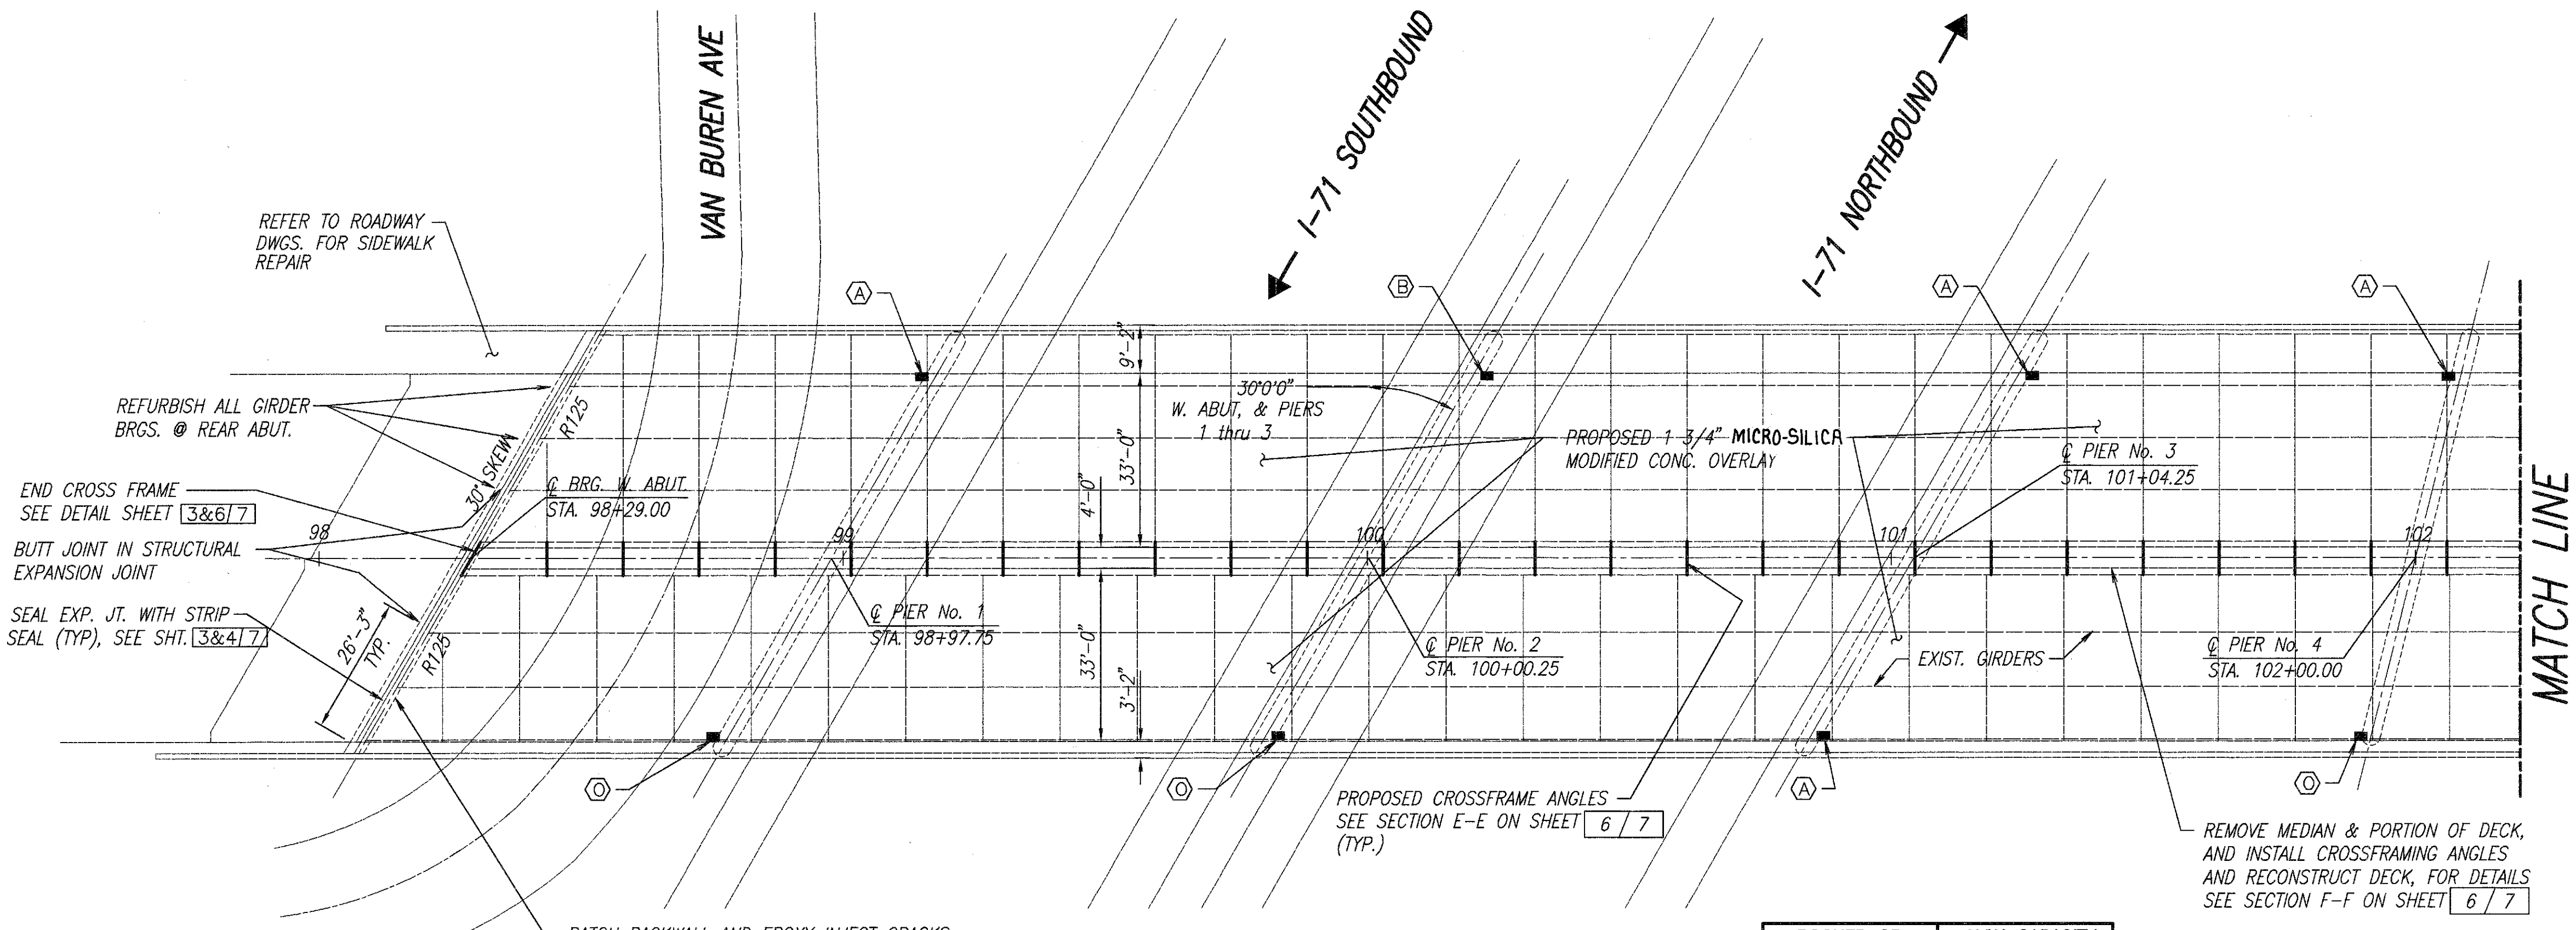 VAN BUREN AVE
I-71 SOUTHBOUND
I-71 NORTHBOUND
REFER TO ROADWAY
DWGS. FOR SIDEWALK
REPAIR
A
B
A
A
9'-2"
30°0'0"
W. ABUT, & PIERS
1 thru 3
REFURBISH ALL GIRDER
BRGS. @ REAR ABUT.
R125
30° SKEW
33'-0"
PROPOSED 1 3/4" MICRO-SILICA
MODIFIED CONC. OVERLAY
℄ PIER No. 3
STA. 101+04.25
MATCH LINE
END CROSS FRAME
SEE DETAIL SHEET 3&6/7
℄ BRG. W. ABUT.
STA. 98+29.00
4'-0"
98
99
100
101
102
BUTT JOINT IN STRUCTURAL
EXPANSION JOINT
SEAL EXP. JT. WITH STRIP
SEAL (TYP), SEE SHT. 3&4/7
26'-3"
TYP.
R125
℄ PIER No. 1
STA. 98+97.75
33'-0"
3'-2"
℄ PIER No. 2
STA. 100+00.25
EXIST. GIRDERS
℄ PIER No. 4
STA. 102+00.00
O
O
A
O
PROPOSED CROSSFRAME ANGLES
SEE SECTION E-E ON SHEET 6 / 7
(TYP.)
REMOVE MEDIAN & PORTION OF DECK,
AND INSTALL CROSSFRAMING ANGLES
AND RECONSTRUCT DECK, FOR DETAILS
SEE SECTION F-F ON SHEET 6 / 7
PATCH BACKWALL AND EPOXY INJECT CRACKS